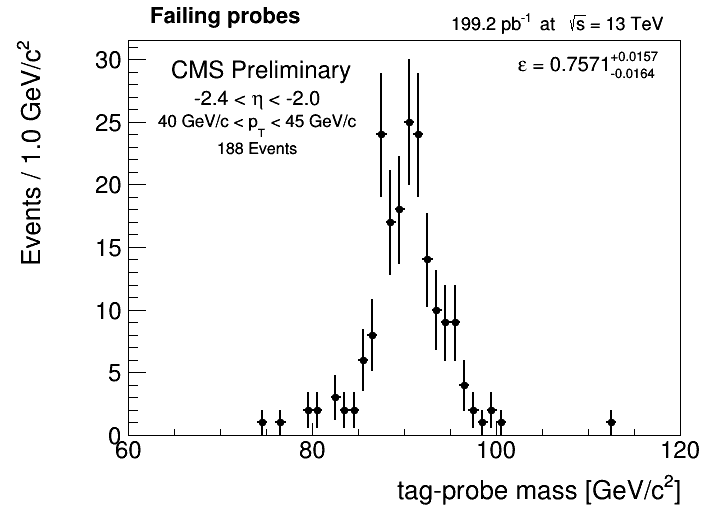 Failing probes
199.2 pb⁻¹ at √s = 13 TeV
CMS Preliminary
ε = 0.7571 +0.0157 -0.0164
-2.4 < η < -2.0
40 GeV/c < p_T < 45 GeV/c
188 Events
Events / 1.0 GeV/c²
30
25
20
15
10
5
0
60 80 100 120
tag-probe mass [GeV/c²]